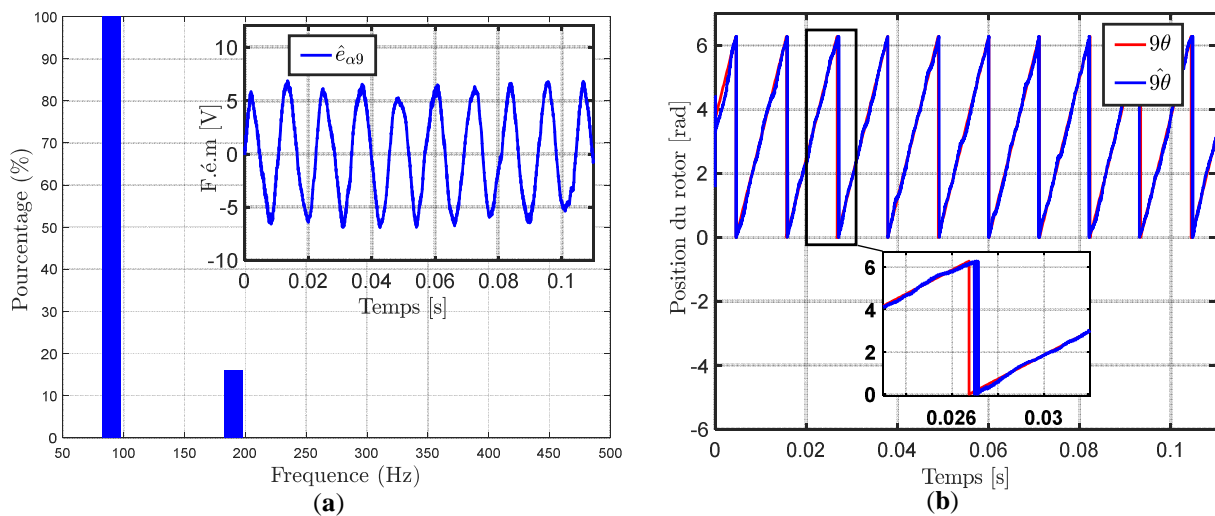 100
90
80
70
60
50
40
30
20
10
0
Pourcentage (%)
50 100 150 200 250 300 350 400 450 500
Frequence (Hz)
10
5
0
-5
-10
F.é.m [V]
ê_{α9}
0 0.02 0.04 0.06 0.08 0.1
Temps [s]
(a)
6
4
2
0
-2
-4
-6
Position du rotor [rad]
9θ
9θ̂
6
4
2
0
0.026 0.03
0 0.02 0.04 0.06 0.08 0.1
Temps [s]
(b)